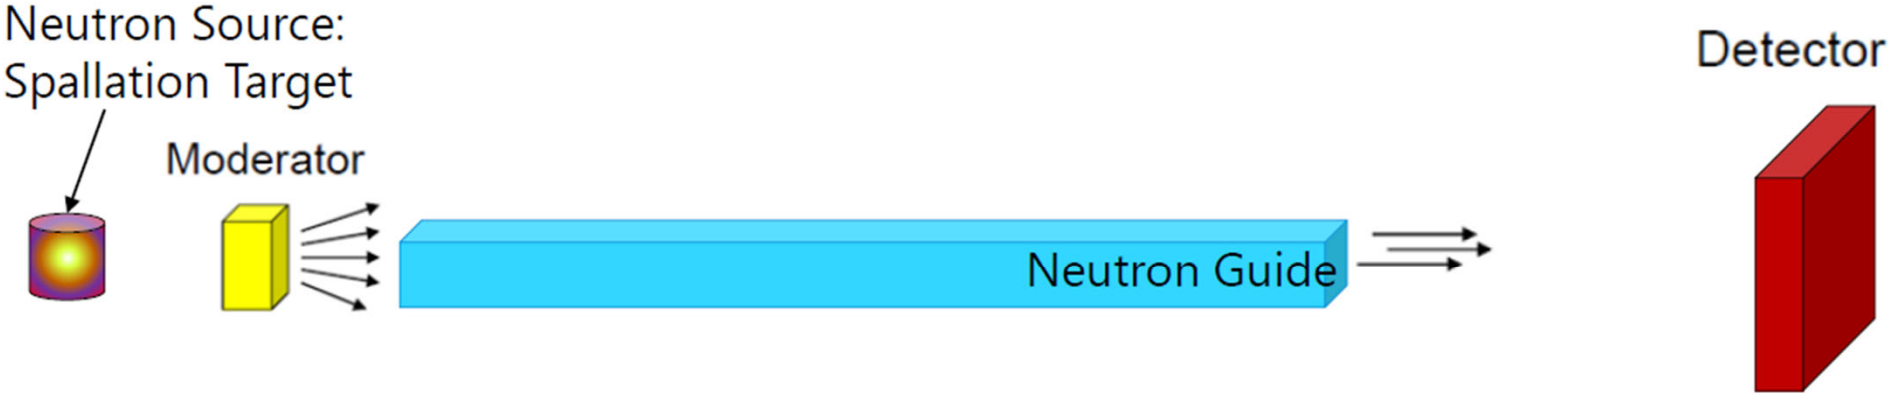 Neutron Source:
Spallation Target
Moderator
Neutron Guide
Detector